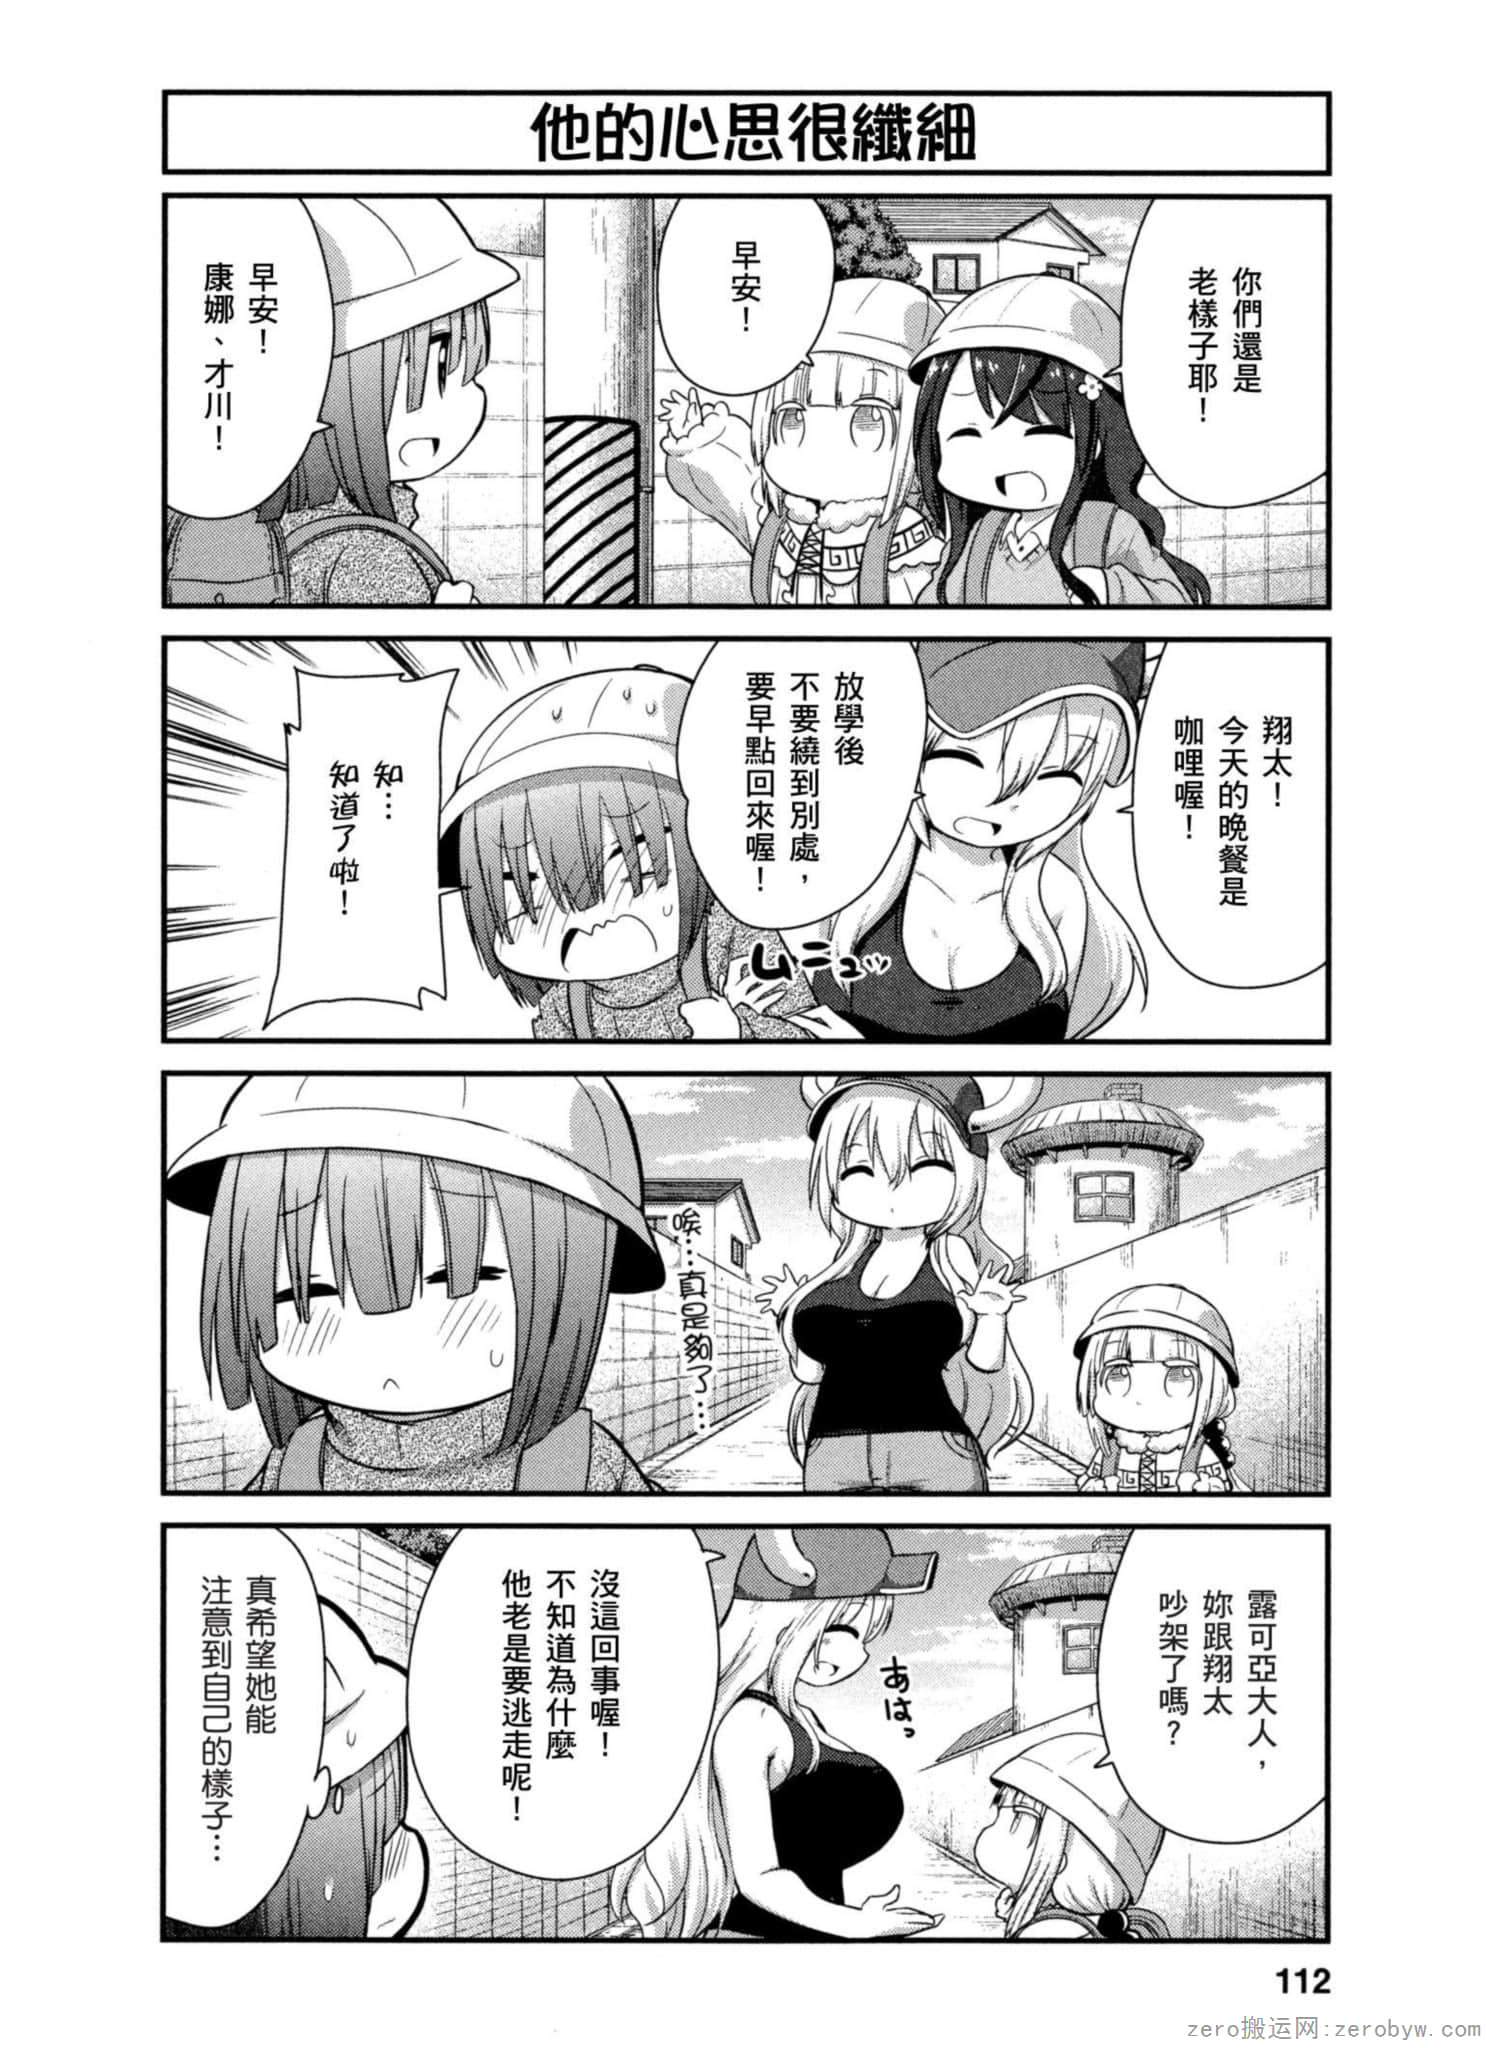 他的心思很纖細
你們還是
老樣子耶！
早安！
早安！
康娜、才川！
翔太！
今天的晚餐是
咖哩喔！
放學後
不要繞到別處，
要早點回來喔！
ムニュッ
知…
知道了啦！
唉…真是夠了…
露可亞大人，
妳跟翔太
吵架了嗎？
あはっ
沒這回事喔！
不知道為什麼
他老是要逃走呢！
真希望她能
注意到自己的樣子…
112
zero搬运网:zerobyw.com